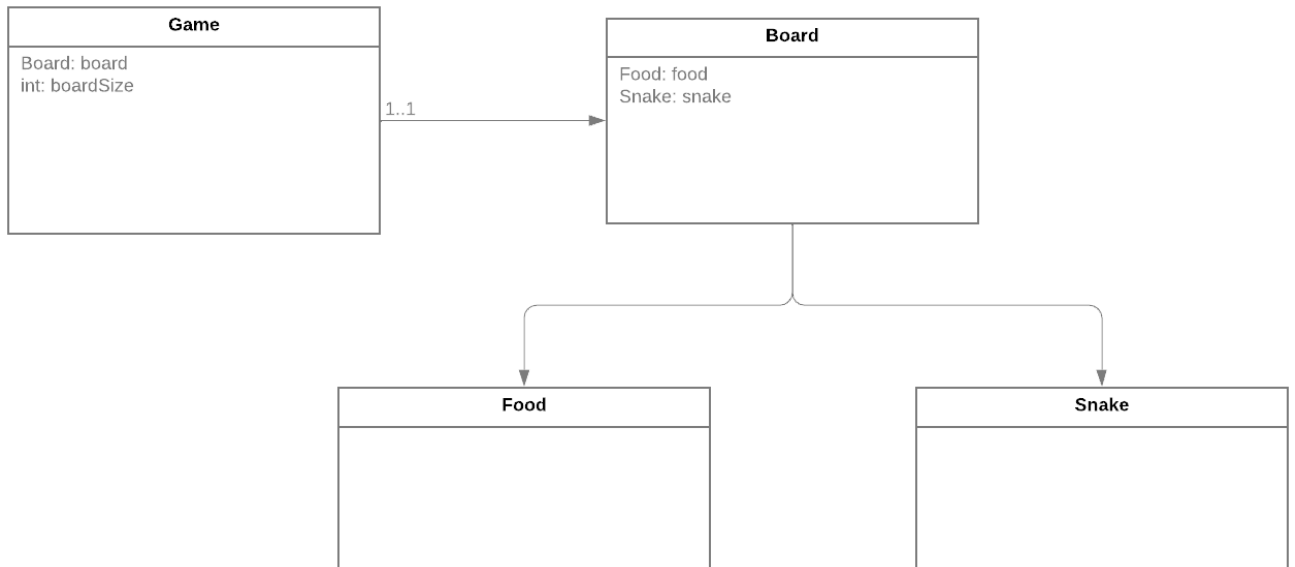 Game
Board: board
int: boardSize
1..1
Board
Food: food
Snake: snake
Food
Snake